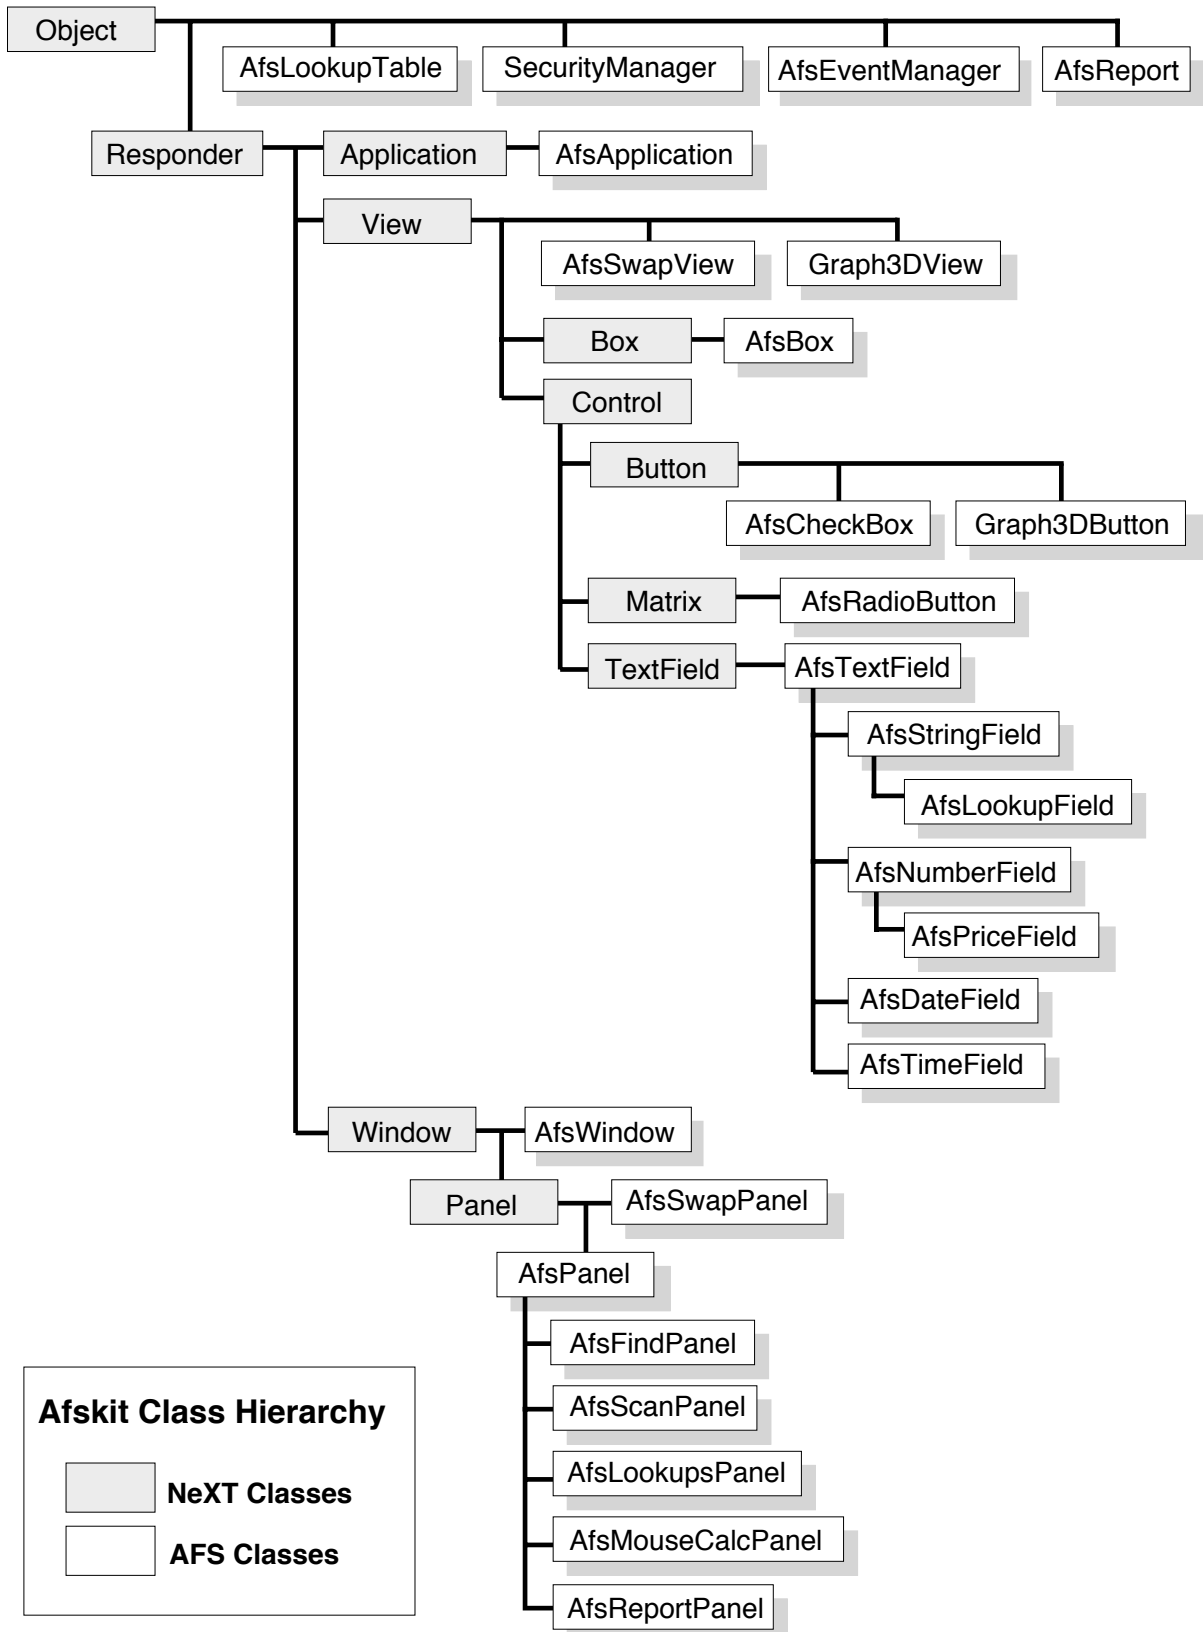 Object
AfsLookupTable
SecurityManager
AfsEventManager
AfsReport
Responder
Application
AfsApplication
View
AfsSwapView
Graph3DView
Box
AfsBox
Control
Button
AfsCheckBox
Graph3DButton
Matrix
AfsRadioButton
TextField
AfsTextField
AfsStringField
AfsLookupField
AfsNumberField
AfsPriceField
AfsDateField
AfsTimeField
Window
AfsWindow
Panel
AfsSwapPanel
AfsPanel
AfsFindPanel
AfsScanPanel
AfsLookupsPanel
AfsMouseCalcPanel
AfsReportPanel
Afskit Class Hierarchy
NeXT Classes
AFS Classes